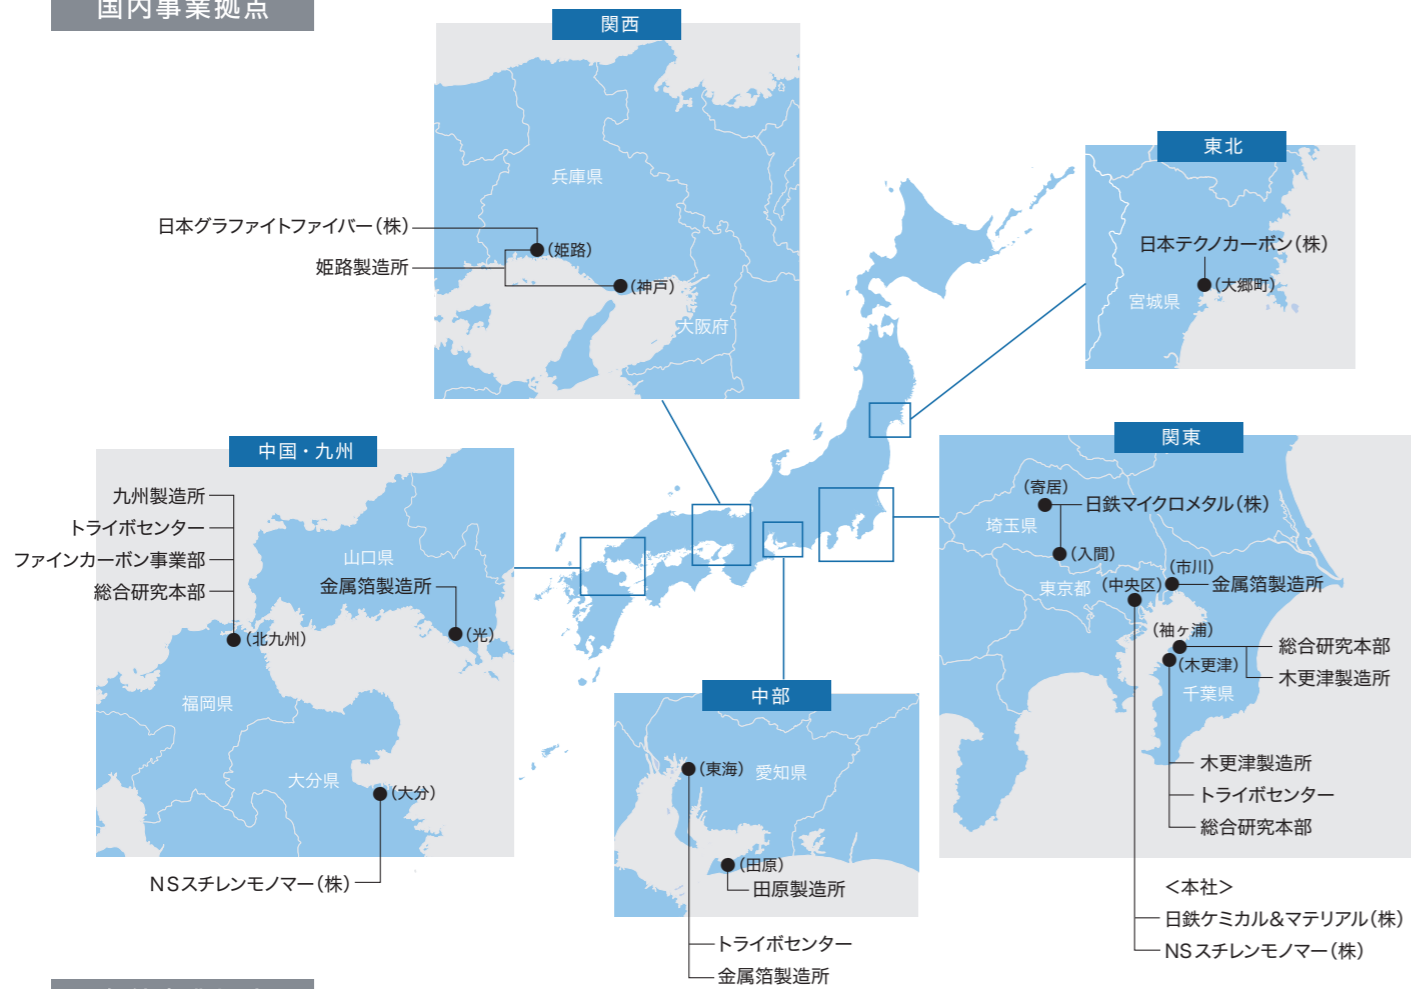 国内事業拠点
関西
兵庫県
日本グラファイトファイバー(株)
(姫路)
姫路製造所
(神戸)
大阪府
東北
日本テクノカーボン(株)
(大郷町)
宮城県
中国・九州
九州製造所
トライボセンター
ファインカーボン事業部
総合研究本部
山口県
金属箔製造所
(光)
(北九州)
福岡県
大分県
(大分)
NSスチレンモノマー(株)
中部
(東海)
愛知県
(田原)
田原製造所
トライボセンター
金属箔製造所
関東
(寄居)
日鉄マイクロメタル(株)
埼玉県
(入間)
(市川)
東京都
(中央区)
金属箔製造所
(袖ヶ浦)
総合研究本部
(木更津)
木更津製造所
千葉県
木更津製造所
トライボセンター
総合研究本部
<本社>
日鉄ケミカル&マテリアル(株)
NSスチレンモノマー(株)